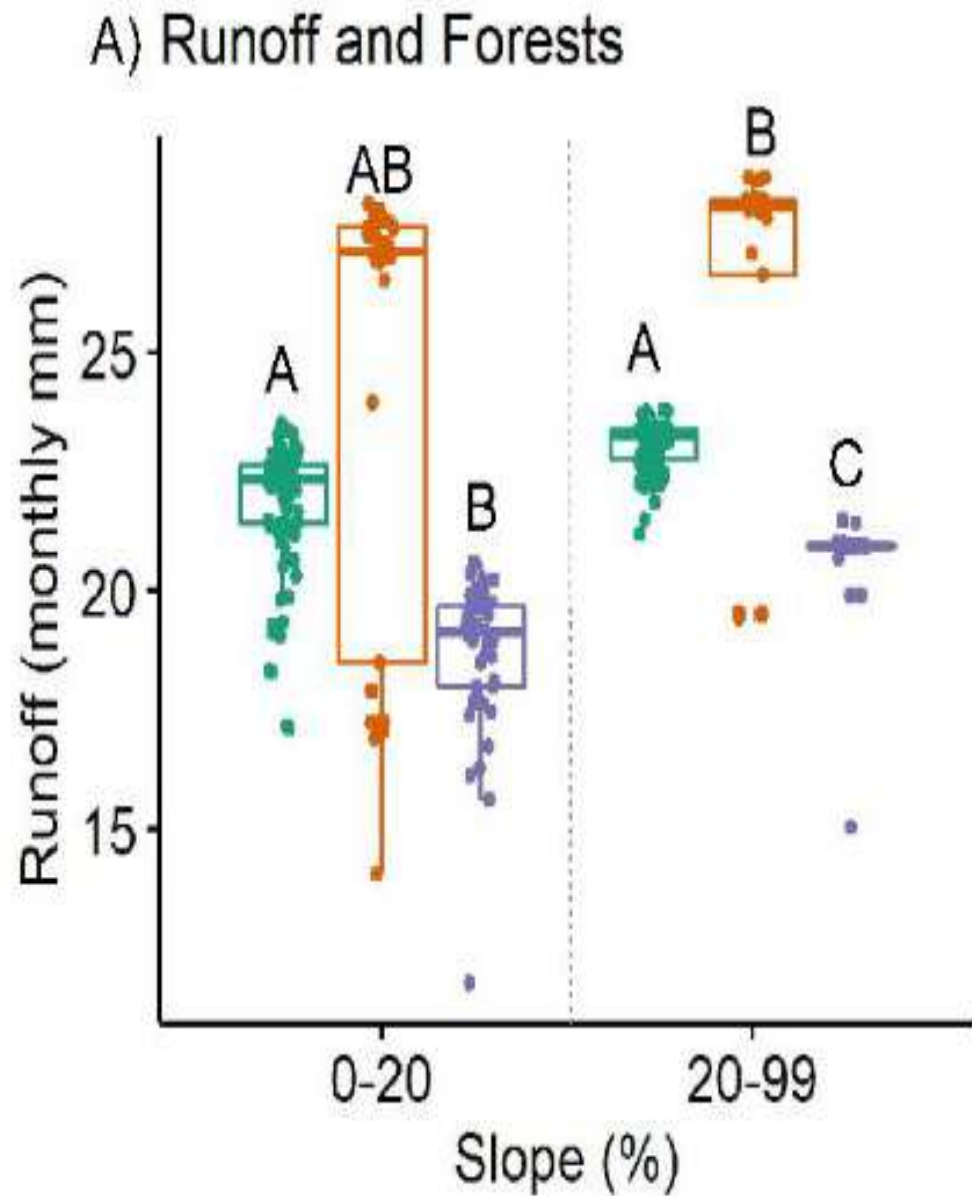 A) Runoff and Forests
B
AB
A
A
C
B
25
20
15
Runoff (monthly mm)
0-20
20-99
Slope (%)